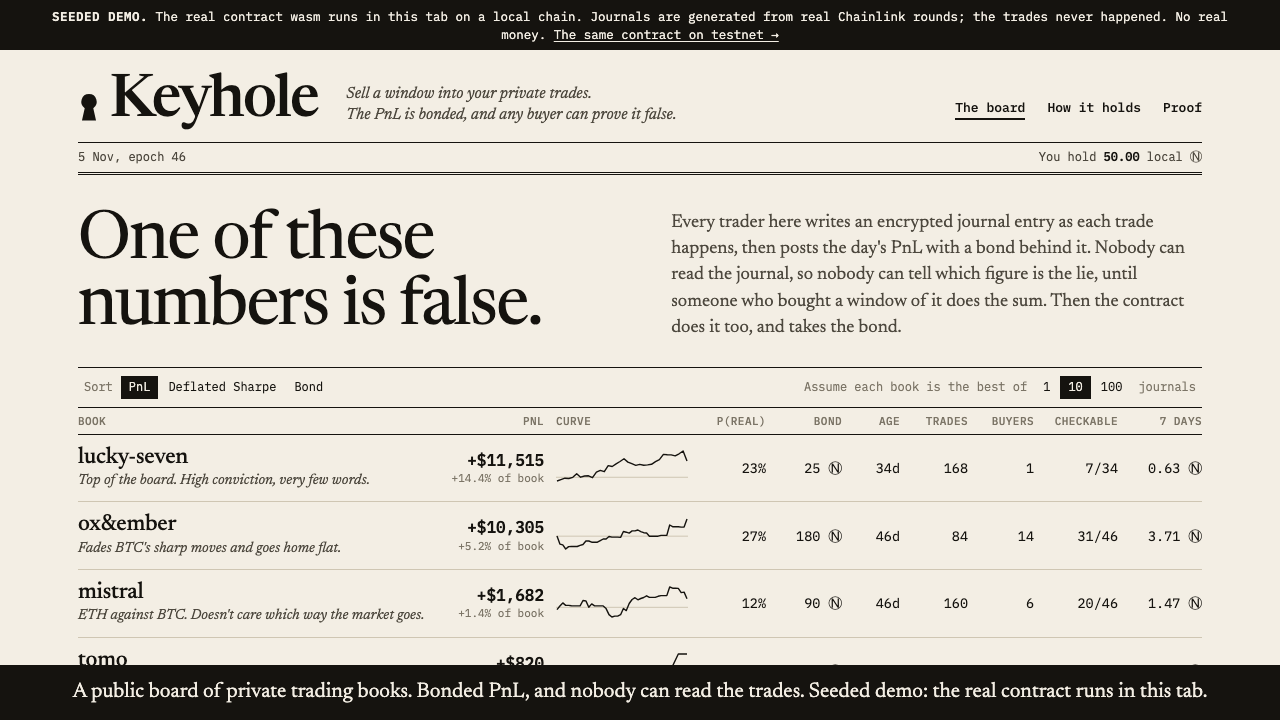 SEEDED DEMO. The real contract wasm runs in this tab on a local chain. Journals are generated from real Chainlink rounds; the trades never happened. No real
money. The same contract on testnet →
Keyhole
Sell a window into your private trades.
The PnL is bonded, and any buyer can prove it false.
The board How it holds Proof
5 Nov, epoch 46
You hold 50.00 local Ⓝ
One of these
numbers is false.
Every trader here writes an encrypted journal entry as each trade
happens, then posts the day's PnL with a bond behind it. Nobody can
read the journal, so nobody can tell which figure is the lie, until
someone who bought a window of it does the sum. Then the contract
does it too, and takes the bond.
Sort PnL Deflated Sharpe Bond
Assume each book is the best of 1 10 100 journals
BOOK PNL CURVE P(REAL) BOND AGE TRADES BUYERS CHECKABLE 7 DAYS
lucky-seven
Top of the board. High conviction, very few words.
+$11,515
+14.4% of book
23% 25 Ⓝ 34d 168 1 7/34 0.63 Ⓝ
ox&ember
Fades BTC's sharp moves and goes home flat.
+$10,305
+5.2% of book
27% 180 Ⓝ 46d 84 14 31/46 3.71 Ⓝ
mistral
ETH against BTC. Doesn't care which way the market goes.
+$1,682
+1.4% of book
12% 90 Ⓝ 46d 160 6 20/46 1.47 Ⓝ
tomo
+$820
A public board of private trading books. Bonded PnL, and nobody can read the trades. Seeded demo: the real contract runs in this tab.